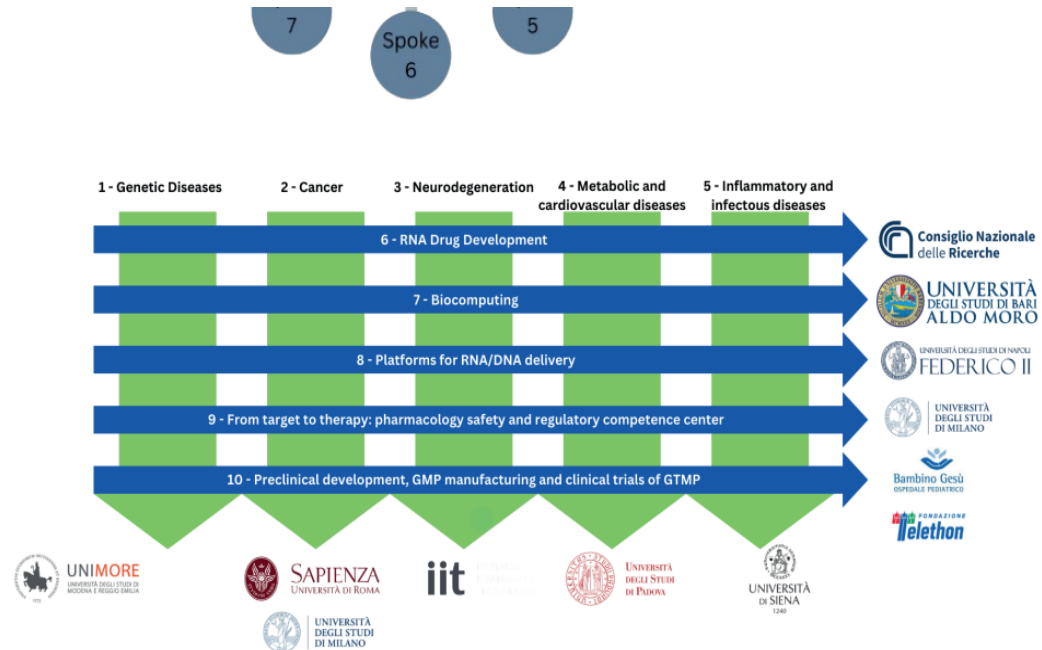 7
5
Spoke
6
1 - Genetic Diseases
2 - Cancer
3 - Neurodegeneration
4 - Metabolic and
cardiovascular diseases
5 - Inflammatory and
infectous diseases
6 - RNA Drug Development
Consiglio Nazionale
delle Ricerche
7 - Biocomputing
UNIVERSITÀ
DEGLI STUDI DI BARI
ALDO MORO
8 - Platforms for RNA/DNA delivery
UNIVERSITÀ DEGLI STUDI DI NAPOLI
FEDERICO II
9 - From target to therapy: pharmacology safety and regulatory competence center
UNIVERSITÀ
DEGLI STUDI
DI MILANO
10 - Preclinical development, GMP manufacturing and clinical trials of GTMP
Bambino Gesù
OSPEDALE PEDIATRICO
FONDAZIONE
Telethon
UNIMORE
UNIVERSITÀ DEGLI STUDI DI
MODENA E REGGIO EMILIA
SAPIENZA
UNIVERSITÀ DI ROMA
UNIVERSITÀ
DEGLI STUDI
DI MILANO
iit
UNIVERSITÀ
DEGLI STUDI
DI PADOVA
UNIVERSITÀ
DI SIENA
1240